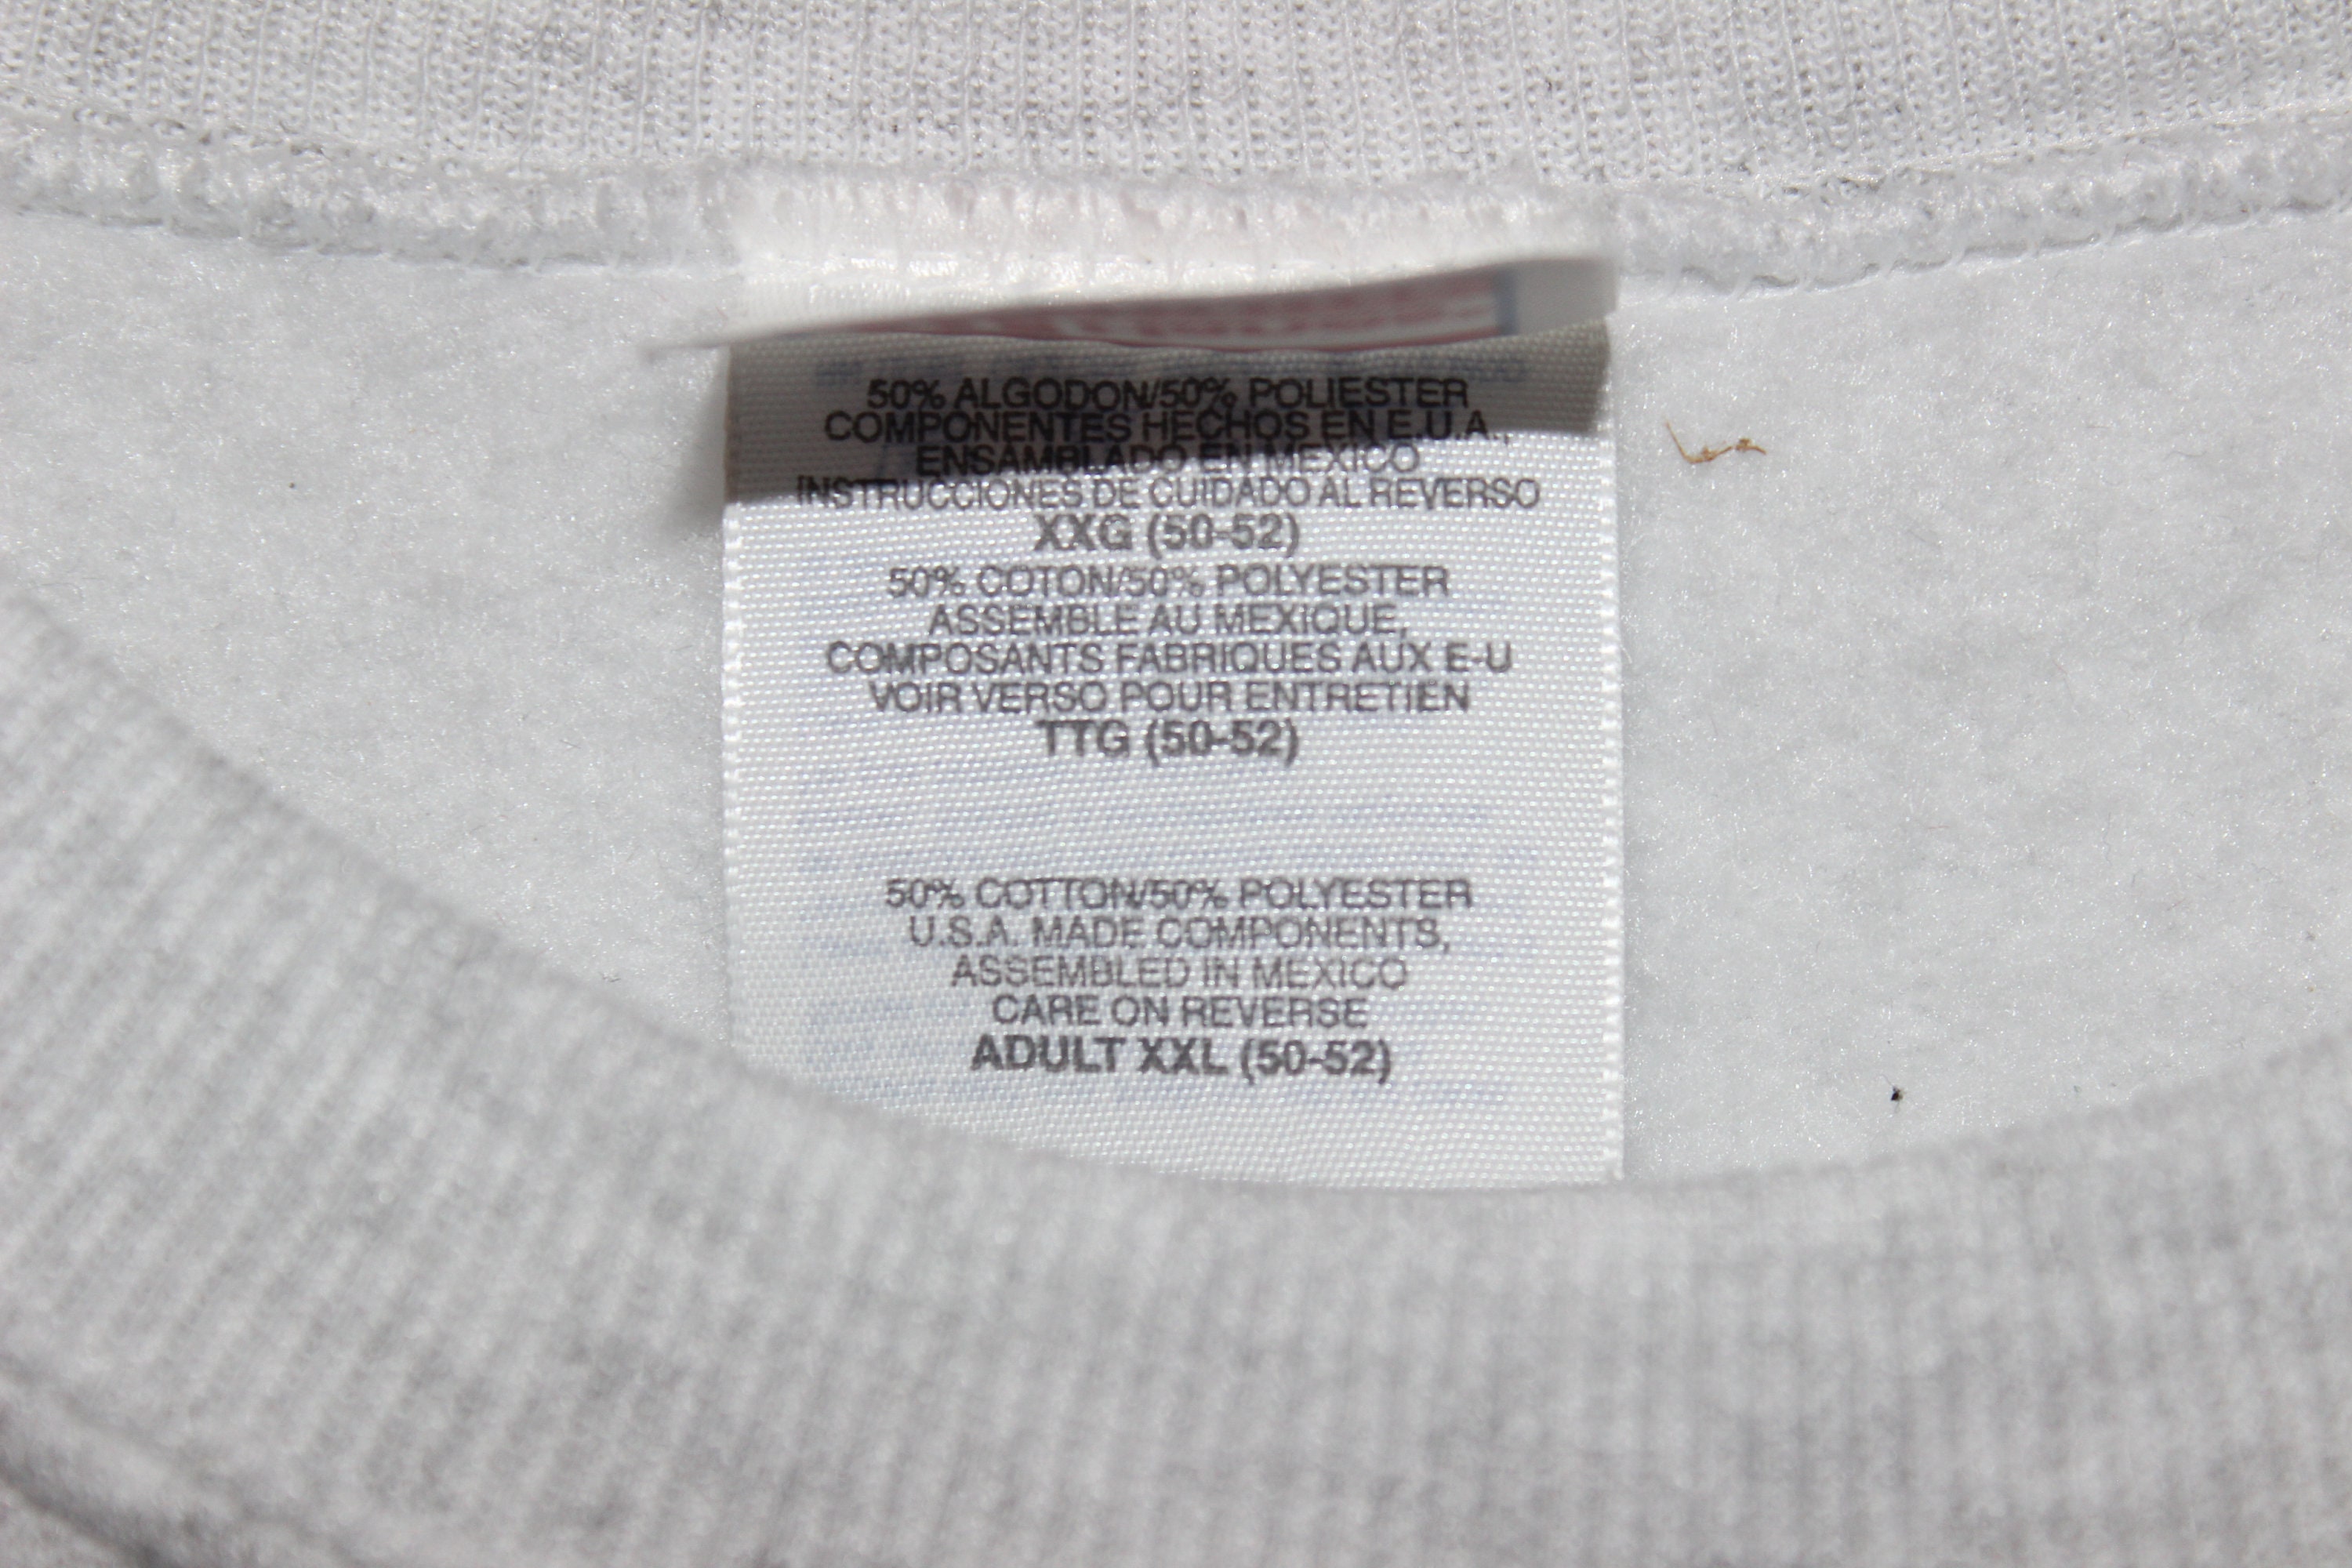 50% ALGODON/50% POLIESTER
COMPONENTES HECHOS EN E.U.A.,
ENSAMBLADO EN MEXICO
INSTRUCCIONES DE CUIDADO AL REVERSO
XXG (50-52)
50% COTON/50% POLYESTER
ASSEMBLE AU MEXIQUE,
COMPOSANTS FABRIQUES AUX E-U
VOIR VERSO POUR ENTRETIEN
TTG (50-52)
50% COTTON/50% POLYESTER
U.S.A. MADE COMPONENTS,
ASSEMBLED IN MEXICO
CARE ON REVERSE
ADULT XXL (50-52)